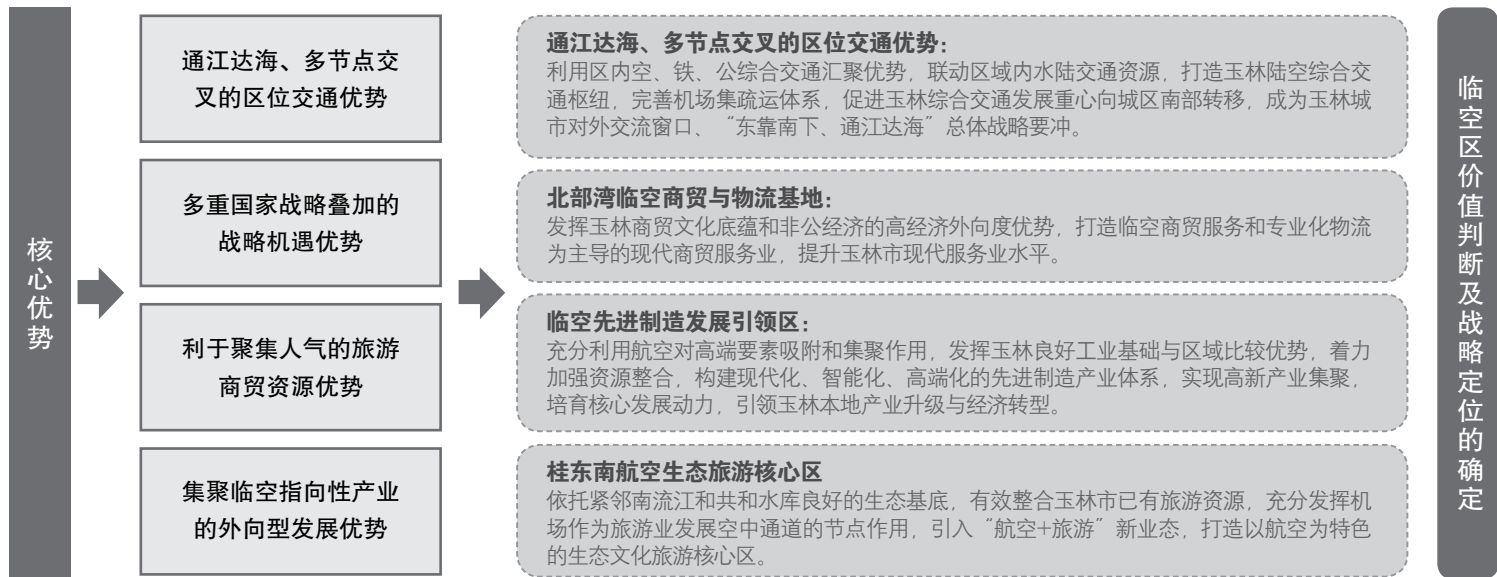 核心优势
通江达海、多节点交
叉的区位交通优势
多重国家战略叠加的
战略机遇优势
利于聚集人气的旅游
商贸资源优势
集聚临空指向性产业
的外向型发展优势
通江达海、多节点交叉的区位交通优势：
利用区内空、铁、公综合交通汇聚优势，联动区域内水陆交通资源，打造玉林陆空综合交
通枢纽，完善机场集疏运体系，促进玉林综合交通发展重心向城区南部转移，成为玉林城
市对外交流窗口、“东靠南下、通江达海”总体战略要冲。
北部湾临空商贸与物流基地：
发挥玉林商贸文化底蕴和非公经济的高经济外向度优势，打造临空商贸服务和专业化物流
为主导的现代商贸服务业，提升玉林市现代服务业水平。
临空先进制造发展引领区：
充分利用航空对高端要素吸附和集聚作用，发挥玉林良好工业基础与区域比较优势，着力
加强资源整合，构建现代化、智能化、高端化的先进制造产业体系，实现高新产业集聚，
培育核心发展动力，引领玉林本地产业升级与经济转型。
桂东南航空生态旅游核心区
依托紧邻南流江和共和水库良好的生态基底，有效整合玉林市已有旅游资源，充分发挥机
场作为旅游业发展空中通道的节点作用，引入“航空+旅游”新业态，打造以航空为特色
的生态文化旅游核心区。
临空区价值判断及战略定位的确定